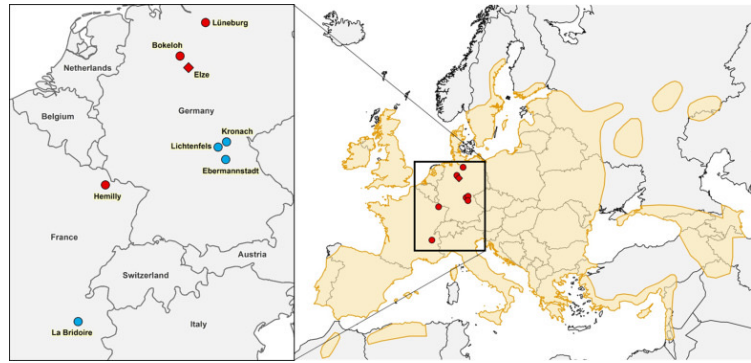 Lüneburg
Bokeloh
Elze
Netherlands
Germany
Belgium
Kronach
Lichtenfels
Ebermannstadt
Hemilly
France
Austria
Switzerland
La Bridoire
Italy